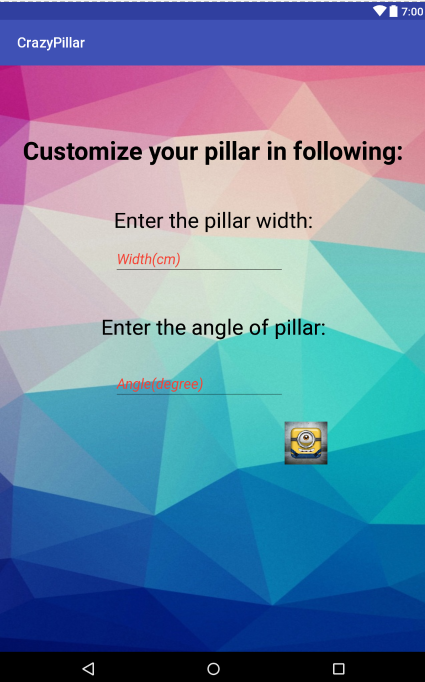 7:00
CrazyPillar
Customize your pillar in following:
Enter the pillar width:
Width(cm)
Enter the angle of pillar:
Angle(degree)